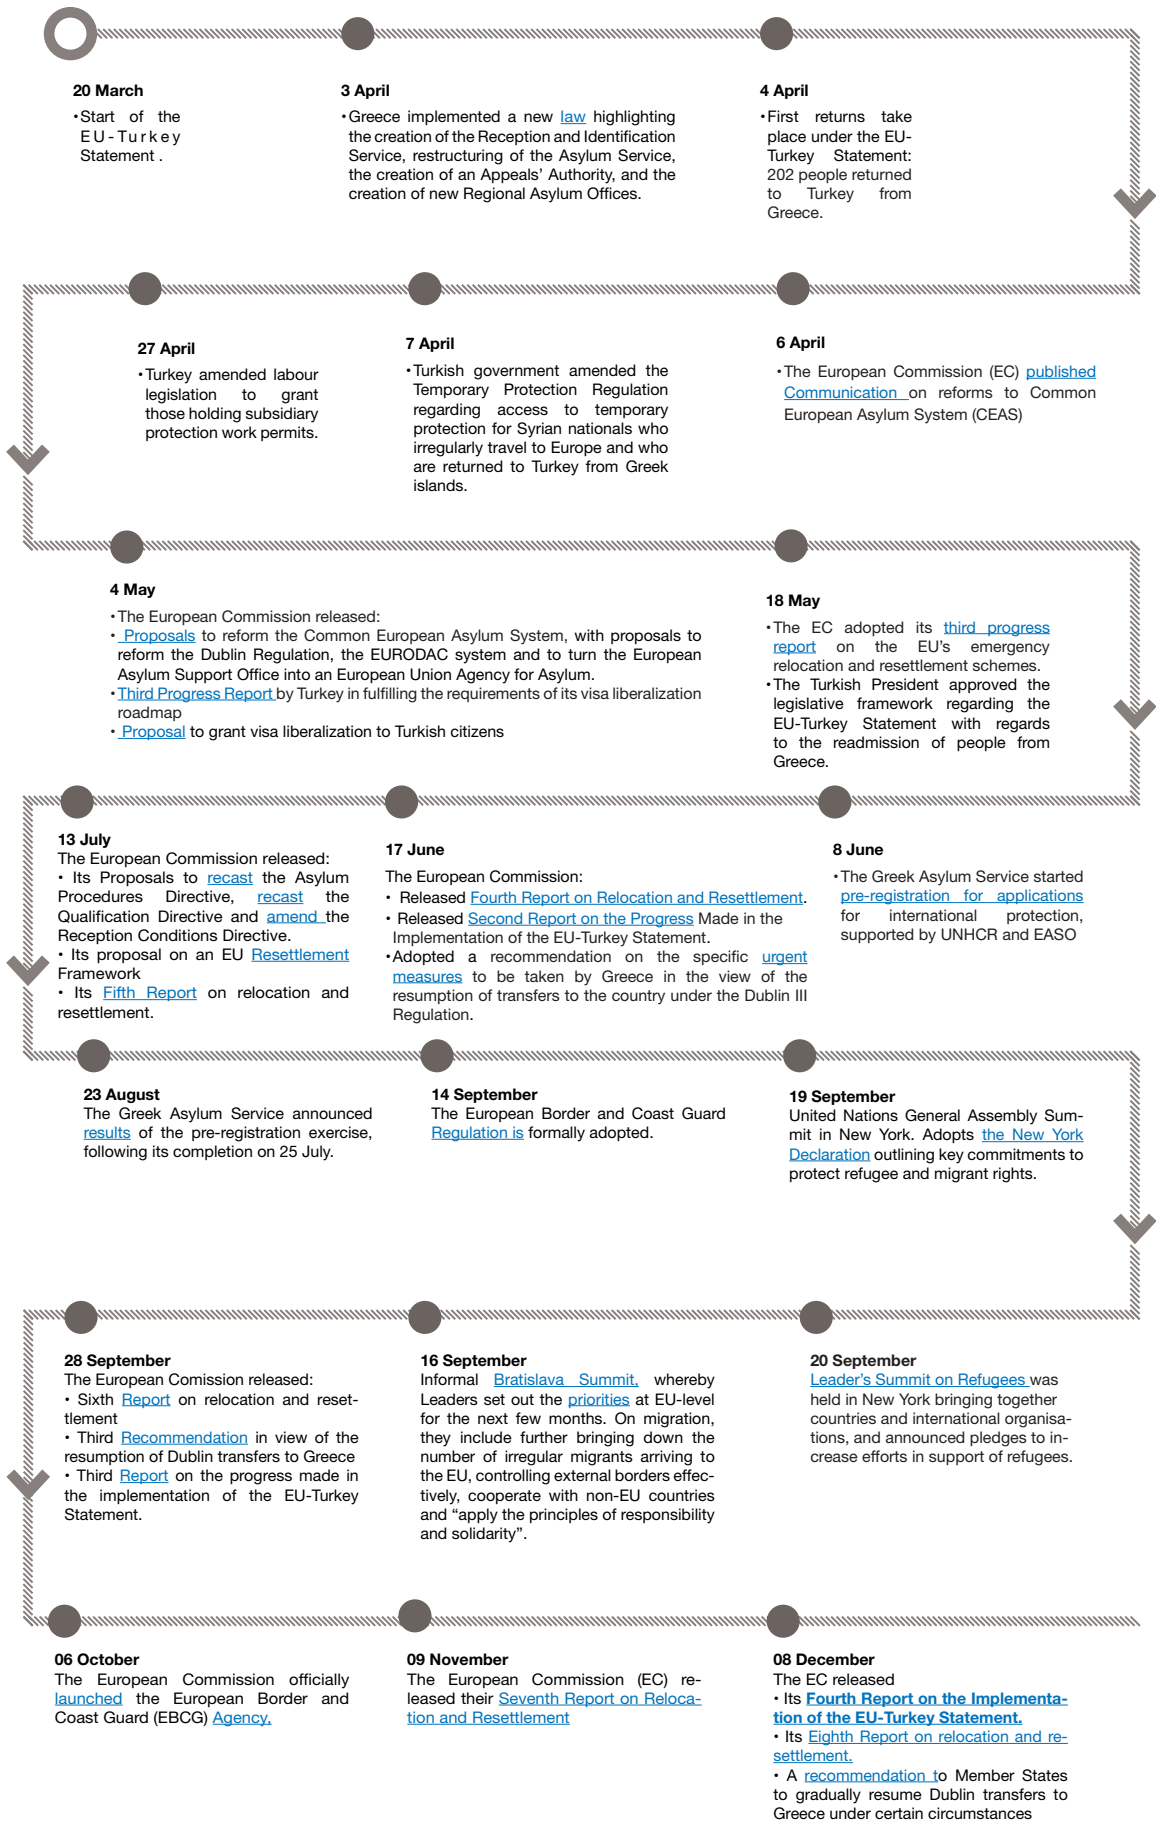 20 March
•Start of the
EU-Turkey
Statement .
3 April
•Greece implemented a new law highlighting
the creation of the Reception and Identification
Service, restructuring of the Asylum Service,
the creation of an Appeals' Authority, and the
creation of new Regional Asylum Offices.
4 April
•First returns take
place under the EU-
Turkey Statement:
202 people returned
to Turkey from
Greece.
27 April
•Turkey amended labour
legislation to grant
those holding subsidiary
protection work permits.
7 April
•Turkish government amended the
Temporary Protection Regulation
regarding access to temporary
protection for Syrian nationals who
irregularly travel to Europe and who
are returned to Turkey from Greek
islands.
6 April
•The European Commission (EC) published
Communication on reforms to Common
European Asylum System (CEAS)
4 May
•The European Commission released:
• Proposals to reform the Common European Asylum System, with proposals to
reform the Dublin Regulation, the EURODAC system and to turn the European
Asylum Support Office into an European Union Agency for Asylum.
•Third Progress Report by Turkey in fulfilling the requirements of its visa liberalization
roadmap
• Proposal to grant visa liberalization to Turkish citizens
18 May
•The EC adopted its third progress
report on the EU's emergency
relocation and resettlement schemes.
•The Turkish President approved the
legislative framework regarding the
EU-Turkey Statement with regards
to the readmission of people from
Greece.
13 July
The European Commission released:
• Its Proposals to recast the Asylum
Procedures Directive, recast the
Qualification Directive and amend the
Reception Conditions Directive.
• Its proposal on an EU Resettlement
Framework
• Its Fifth Report on relocation and
resettlement.
17 June
The European Commission:
• Released Fourth Report on Relocation and Resettlement.
• Released Second Report on the Progress Made in the
Implementation of the EU-Turkey Statement.
•Adopted a recommendation on the specific urgent
measures to be taken by Greece in the view of the
resumption of transfers to the country under the Dublin III
Regulation.
8 June
•The Greek Asylum Service started
pre-registration for applications
for international protection,
supported by UNHCR and EASO
23 August
The Greek Asylum Service announced
results of the pre-registration exercise,
following its completion on 25 July.
14 September
The European Border and Coast Guard
Regulation is formally adopted.
19 September
United Nations General Assembly Sum-
mit in New York. Adopts the New York
Declaration outlining key commitments to
protect refugee and migrant rights.
28 September
The European Comission released:
• Sixth Report on relocation and reset-
tlement
• Third Recommendation in view of the
resumption of Dublin transfers to Greece
• Third Report on the progress made in
the implementation of the EU-Turkey
Statement.
16 September
Informal Bratislava Summit, whereby
Leaders set out the priorities at EU-level
for the next few months. On migration,
they include further bringing down the
number of irregular migrants arriving to
the EU, controlling external borders effec-
tively, cooperate with non-EU countries
and “apply the principles of responsibility
and solidarity”.
20 September
Leader's Summit on Refugees was
held in New York bringing together
countries and international organisa-
tions, and announced pledges to in-
crease efforts in support of refugees.
06 October
The European Commission officially
launched the European Border and
Coast Guard (EBCG) Agency,
09 November
The European Commission (EC) re-
leased their Seventh Report on Reloca-
tion and Resettlement
08 December
The EC released
• Its Fourth Report on the Implementa-
tion of the EU-Turkey Statement.
• Its Eighth Report on relocation and re-
settlement.
• A recommendation to Member States
to gradually resume Dublin transfers to
Greece under certain circumstances